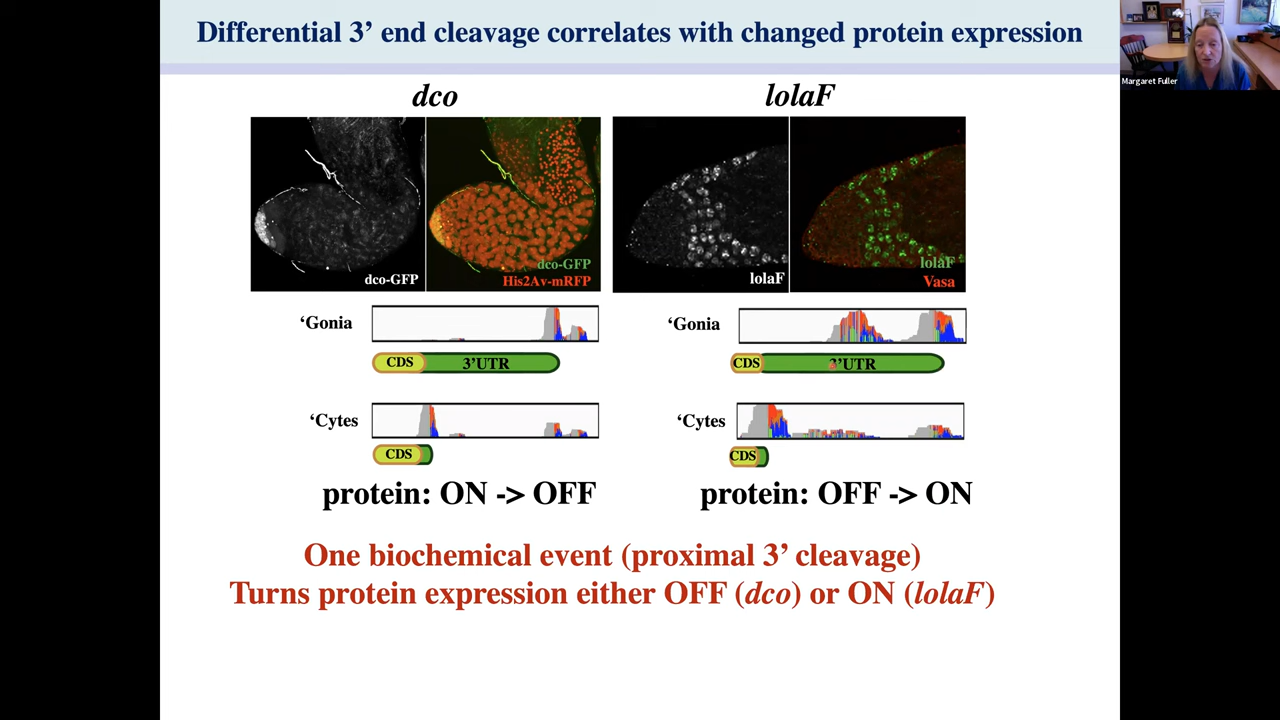 Differential 3’ end cleavage correlates with changed protein expression
Margaret Fuller
dco
lolaF
dco-GFP
dco-GFP
His2Av-mRFP
lolaF
lolaF
Vasa
‘Gonia
CDS
3’UTR
‘Gonia
CDS
3’UTR
‘Cytes
CDS
‘Cytes
CDS
protein: ON -> OFF
protein: OFF -> ON
One biochemical event (proximal 3’ cleavage)
Turns protein expression either OFF (dco) or ON (lolaF)